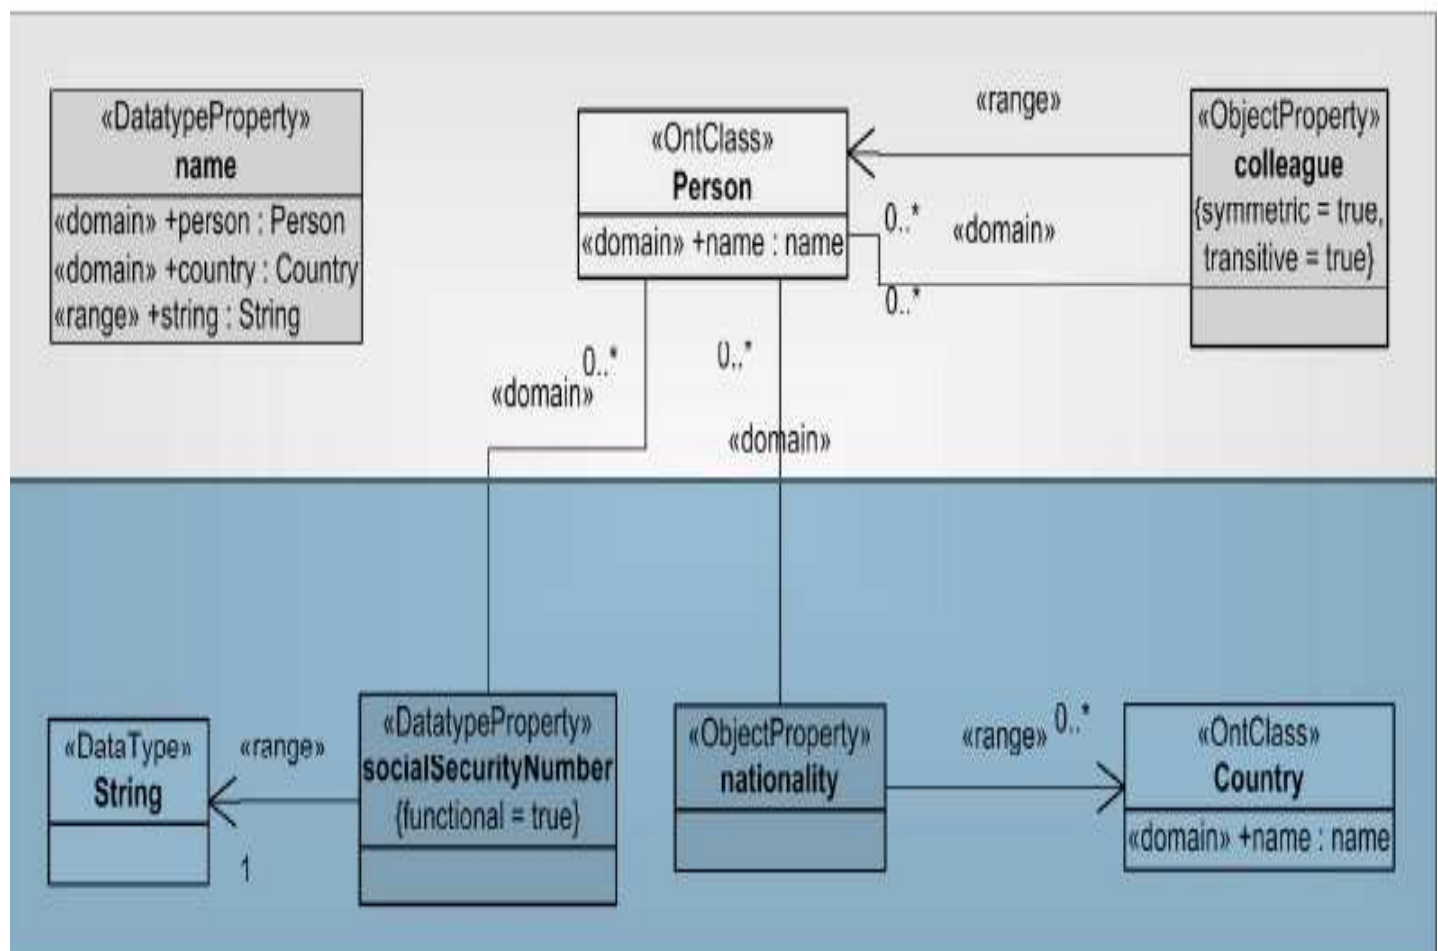 «DatatypeProperty»
name
«domain» +person : Person
«domain» +country : Country
«range» +string : String
«OntClass»
Person
«domain» +name : name
«range»
0..*
«domain»
0..*
«ObjectProperty»
colleague
{symmetric = true,
transitive = true}
0..*
«domain»
0..*
«domain»
«DataType»
String
«range»
1
«DatatypeProperty»
socialSecurityNumber
{functional = true}
«ObjectProperty»
nationality
«range»
0..*
«OntClass»
Country
«domain» +name : name